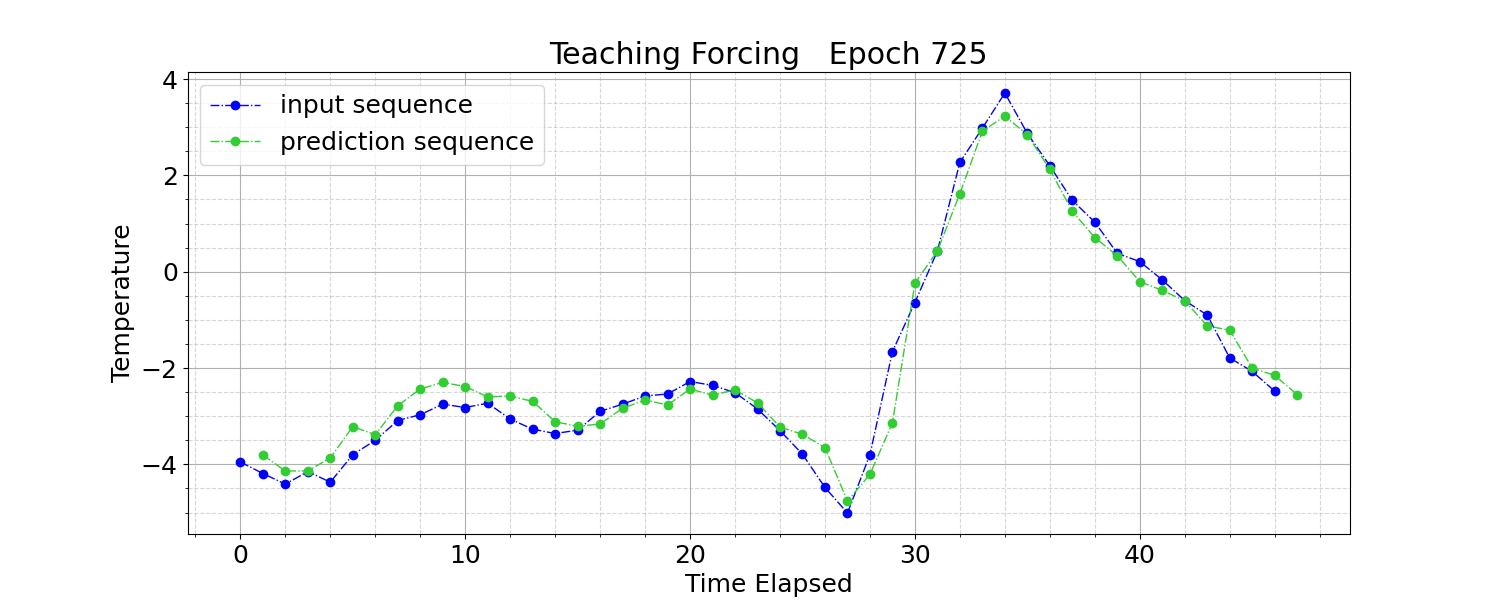 Teaching Forcing   Epoch 725
input sequence
prediction sequence
Temperature
4
2
0
−2
−4
0 10 20 30 40
Time Elapsed